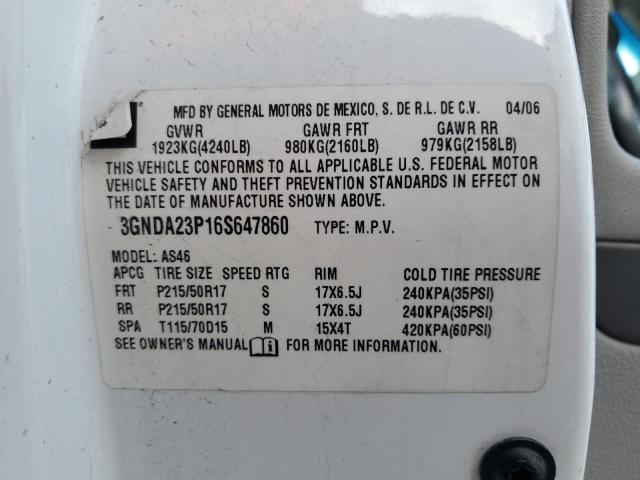 MFD BY GENERAL MOTORS DE MEXICO, S. DE R.L. DE C.V. 04/06
GVWR GAWR FRT GAWR RR
1923KG(4240LB) 980KG(2160LB) 979KG(2158LB)
THIS VEHICLE CONFORMS TO ALL APPLICABLE U.S. FEDERAL MOTOR
VEHICLE SAFETY AND THEFT PREVENTION STANDARDS IN EFFECT ON
THE DATE OF MANUFACTURE SHOWN ABOVE.
3GNDA23P16S647860 TYPE: M.P.V.
MODEL: AS46
APCG TIRE SIZE SPEED RTG RIM COLD TIRE PRESSURE
FRT P215/50R17 S 17X6.5J 240KPA(35PSI)
RR P215/50R17 S 17X6.5J 240KPA(35PSI)
SPA T115/70D15 M 15X4T 420KPA(60PSI)
SEE OWNER'S MANUAL FOR MORE INFORMATION.